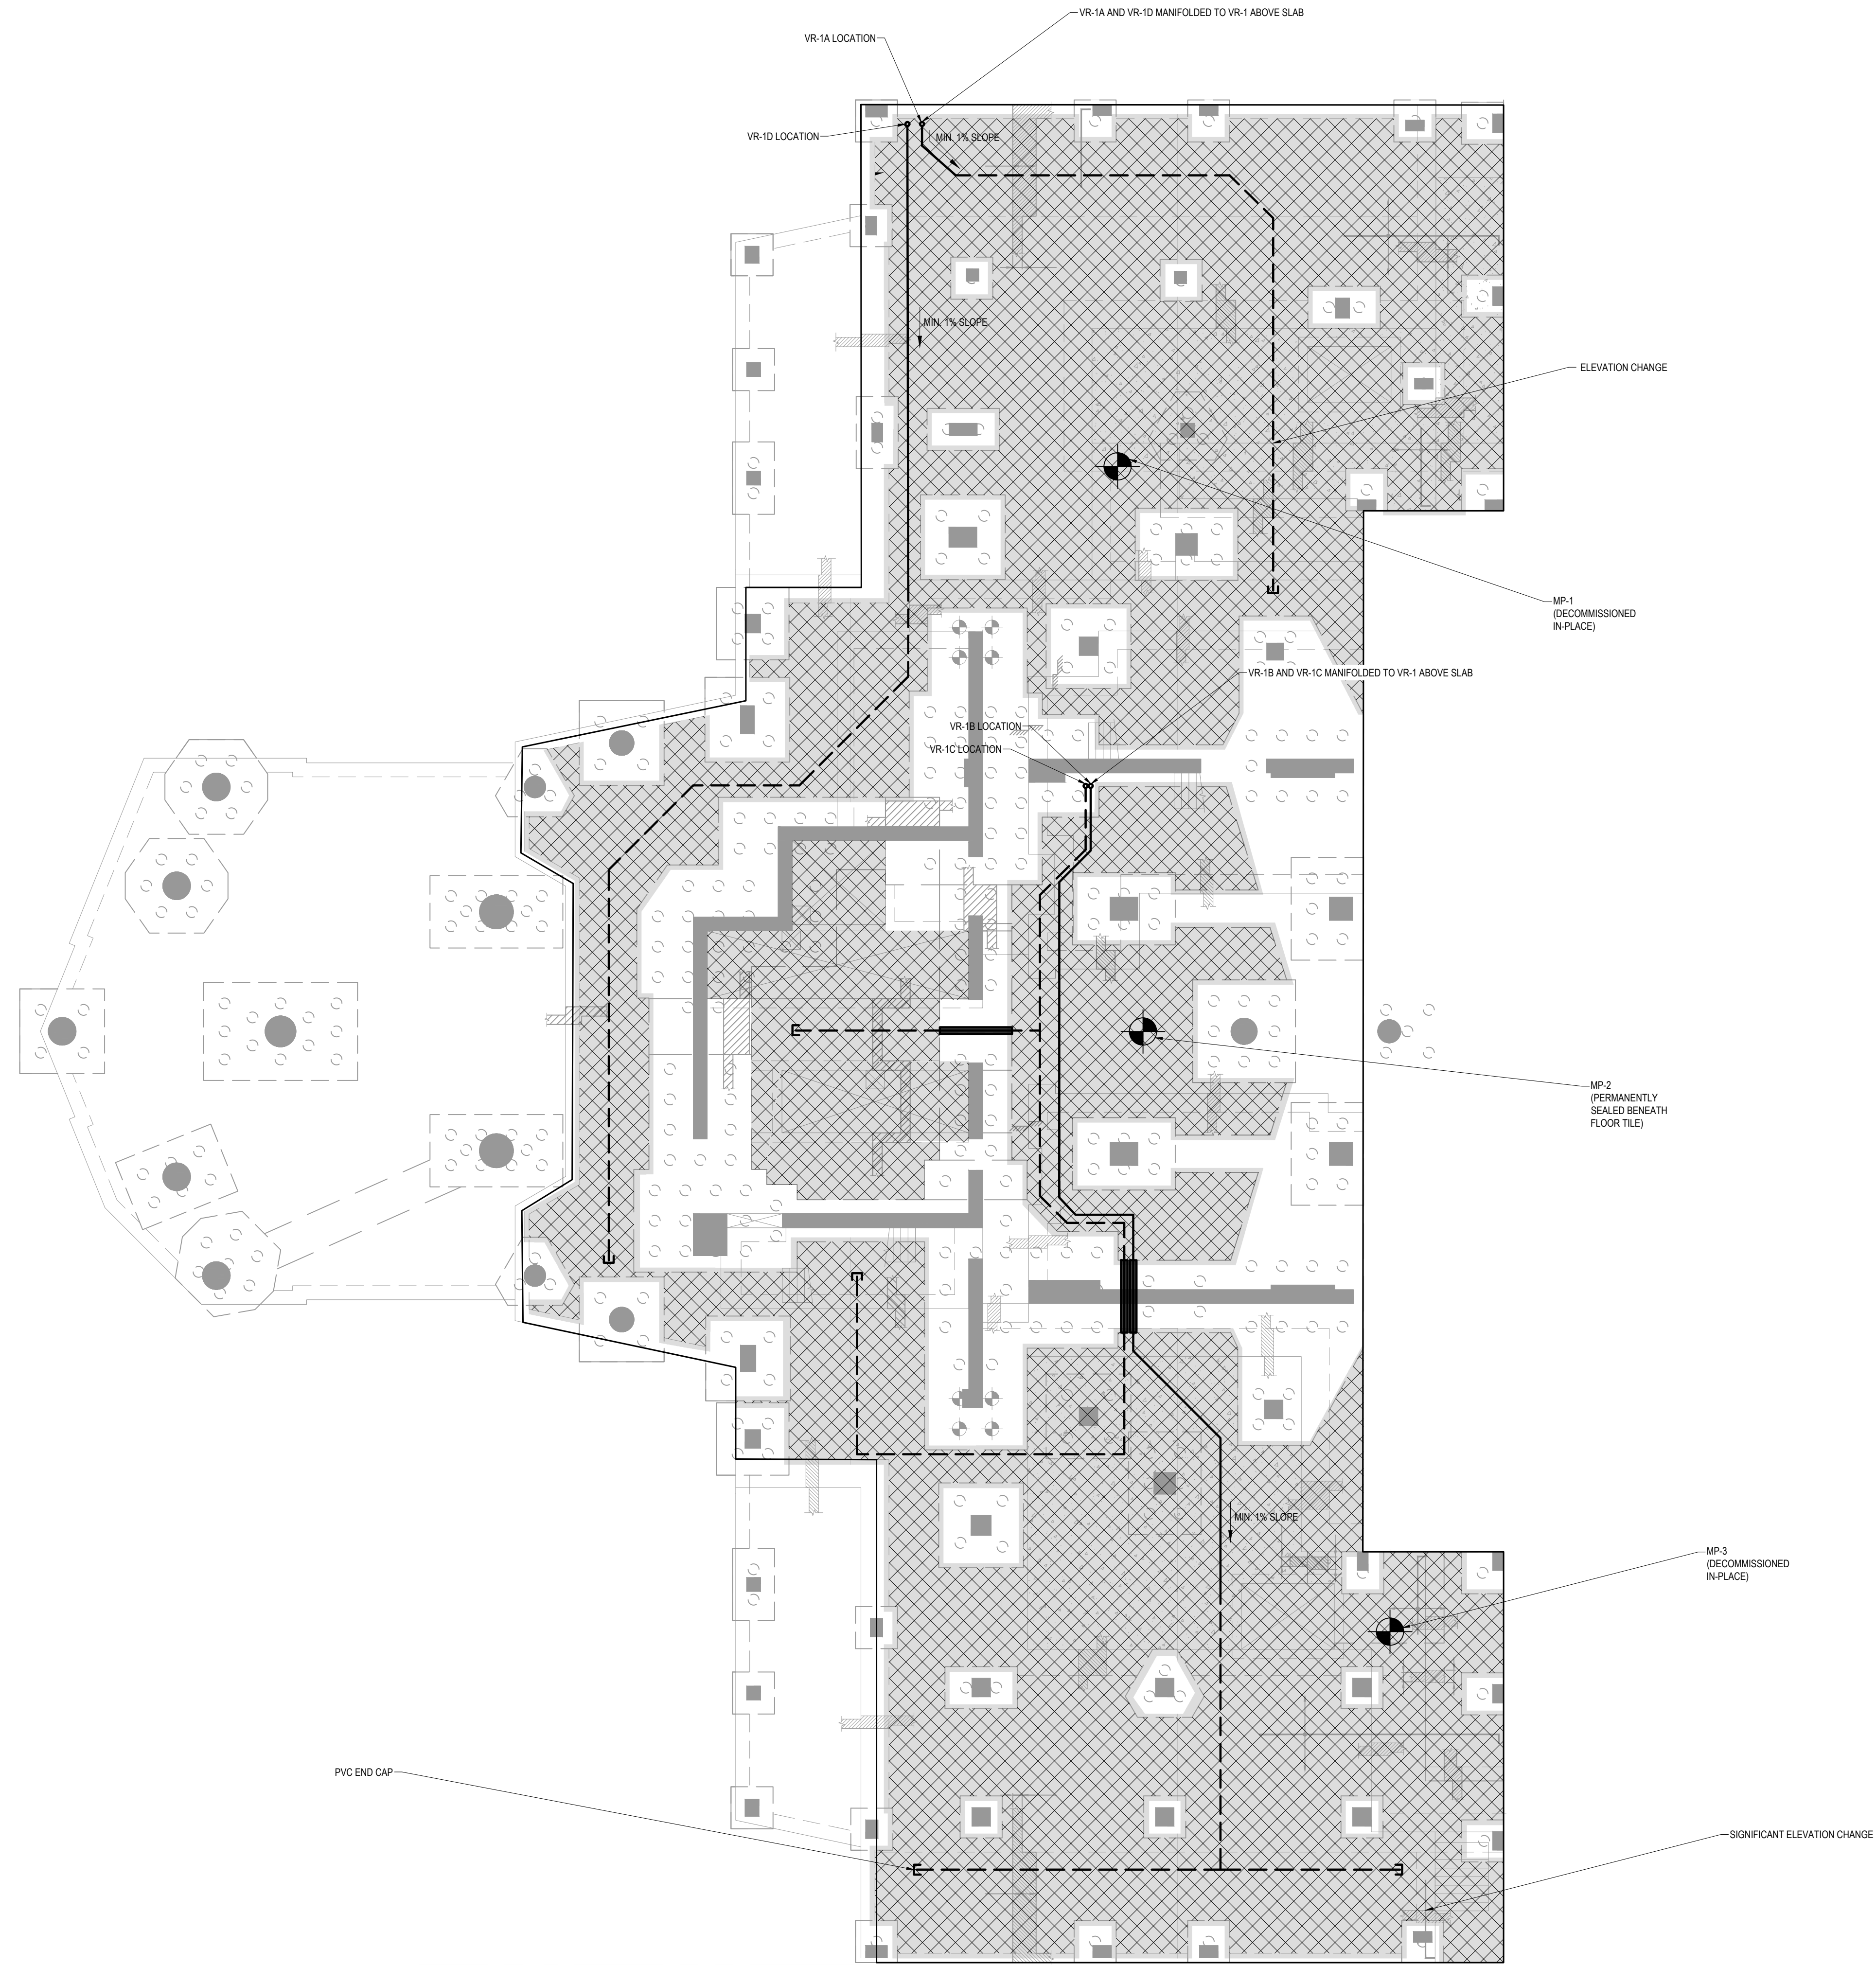 VR-1A AND VR-1D MANIFOLDED TO VR-1 ABOVE SLAB
VR-1A LOCATION
VR-1D LOCATION
MIN. 1% SLOPE
MIN. 1% SLOPE
ELEVATION CHANGE
MP-1
(DECOMMISSIONED
IN-PLACE)
VR-1B AND VR-1C MANIFOLDED TO VR-1 ABOVE SLAB
VR-1B LOCATION
VR-1C LOCATION
MP-2
(PERMANENTLY
SEALED BENEATH
FLOOR TILE)
MIN. 1% SLOPE
MP-3
(DECOMMISSIONED
IN-PLACE)
PVC END CAP
SIGNIFICANT ELEVATION CHANGE